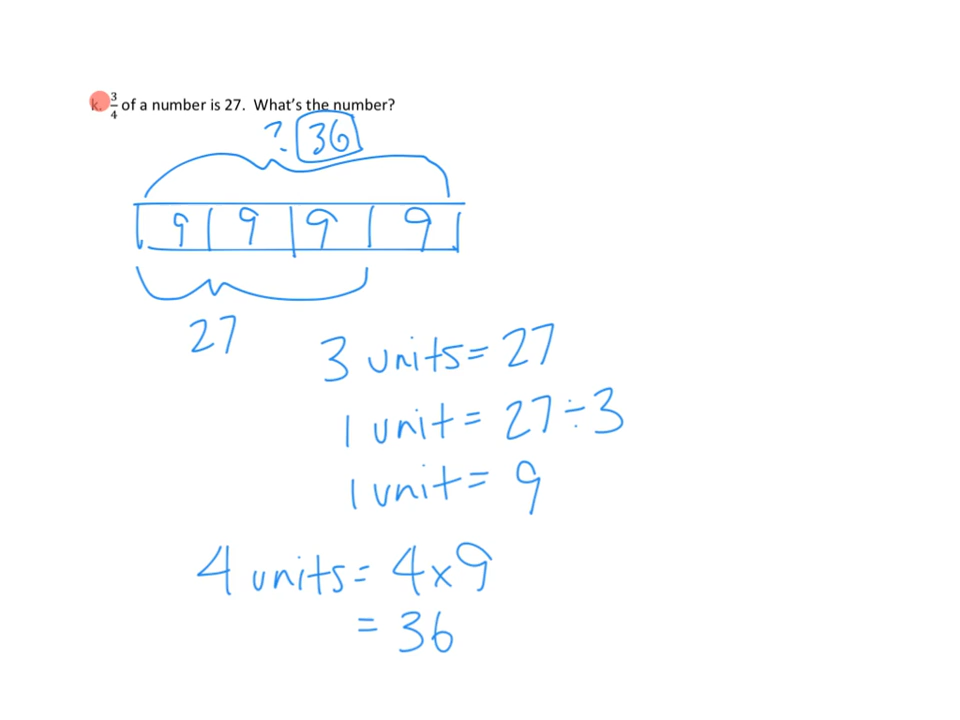 k. 3/4 of a number is 27. What's the number?
? 36
9 9 9 9
27
3 units = 27
1 unit = 27 ÷ 3
1 unit = 9
4 units = 4 x 9
= 36